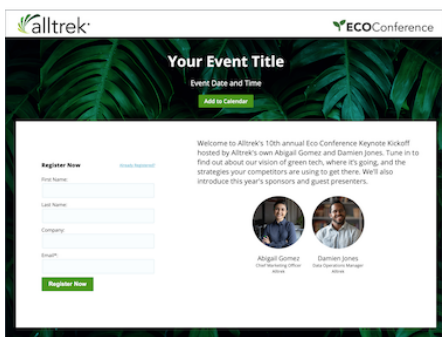 alltrek
ECOConference
Your Event Title
Event Date and Time
Add to Calendar
Register Now
Already Registered?
First Name:
Last Name:
Company:
Email*:
Register Now
Welcome to Alltrek's 10th annual Eco Conference Keynote Kickoff
hosted by Alltrek's own Abigail Gomez and Damien Jones. Tune in to
find out about our vision of green tech, where it's going, and the
strategies your competitors are using to get there. We'll also
introduce this year's sponsors and guest presenters.
Abigail Gomez
Chief Marketing Officer
Alltrek
Damien Jones
Data Operations Manager
Alltrek